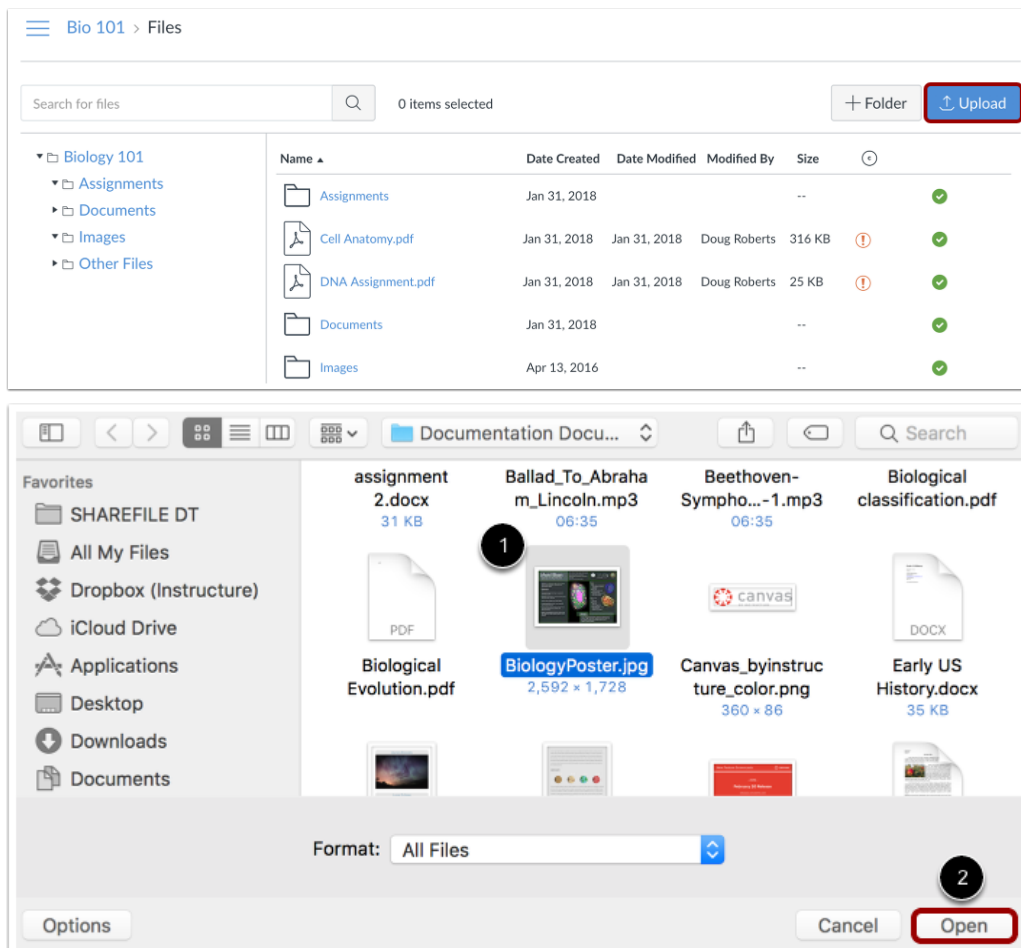 Bio 101 > Files
Search for files
0 items selected
+ Folder
Upload
Biology 101
Assignments
Documents
Images
Other Files
Name Date Created Date Modified Modified By Size
Assignments Jan 31, 2018 --
Cell Anatomy.pdf Jan 31, 2018 Jan 31, 2018 Doug Roberts 316 KB
DNA Assignment.pdf Jan 31, 2018 Jan 31, 2018 Doug Roberts 25 KB
Documents Jan 31, 2018 --
Images Apr 13, 2016 --
Documentation Docu...
Search
Favorites
SHAREFILE DT
All My Files
Dropbox (Instructure)
iCloud Drive
Applications
Desktop
Downloads
Documents
assignment
2.docx
31 KB
Ballad_To_Abraha
m_Lincoln.mp3
06:35
Beethoven-
Sympho...-1.mp3
06:35
Biological
classification.pdf
1
PDF
Biological
Evolution.pdf
BiologyPoster.jpg
2,592 × 1,728
canvas
Canvas_byinstruc
ture_color.png
360 × 86
DOCX
Early US
History.docx
35 KB
Format: All Files
2
Options
Cancel
Open